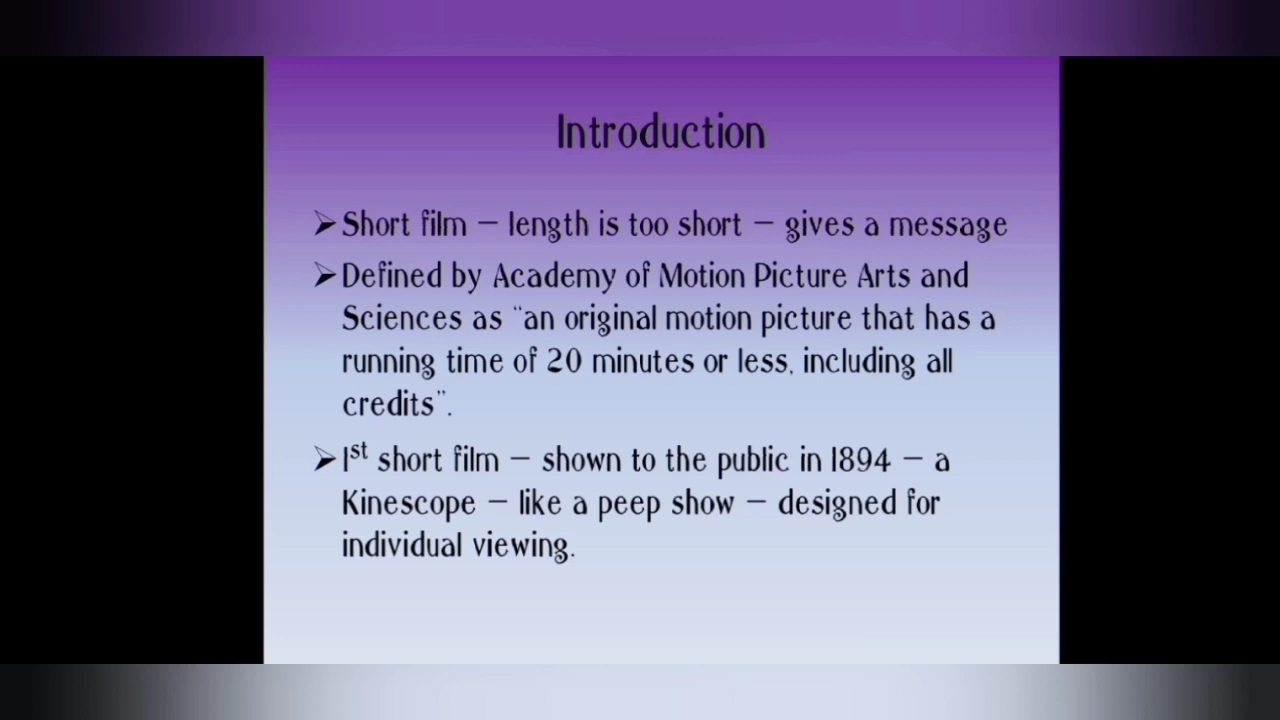 Introduction
➢Short film – length is too short – gives a message
➢Defined by Academy of Motion Picture Arts and
Sciences as "an original motion picture that has a
running time of 20 minutes or less, including all
credits".
➢1st short film – shown to the public in 1894 – a
Kinescope – like a peep show – designed for
individual viewing.